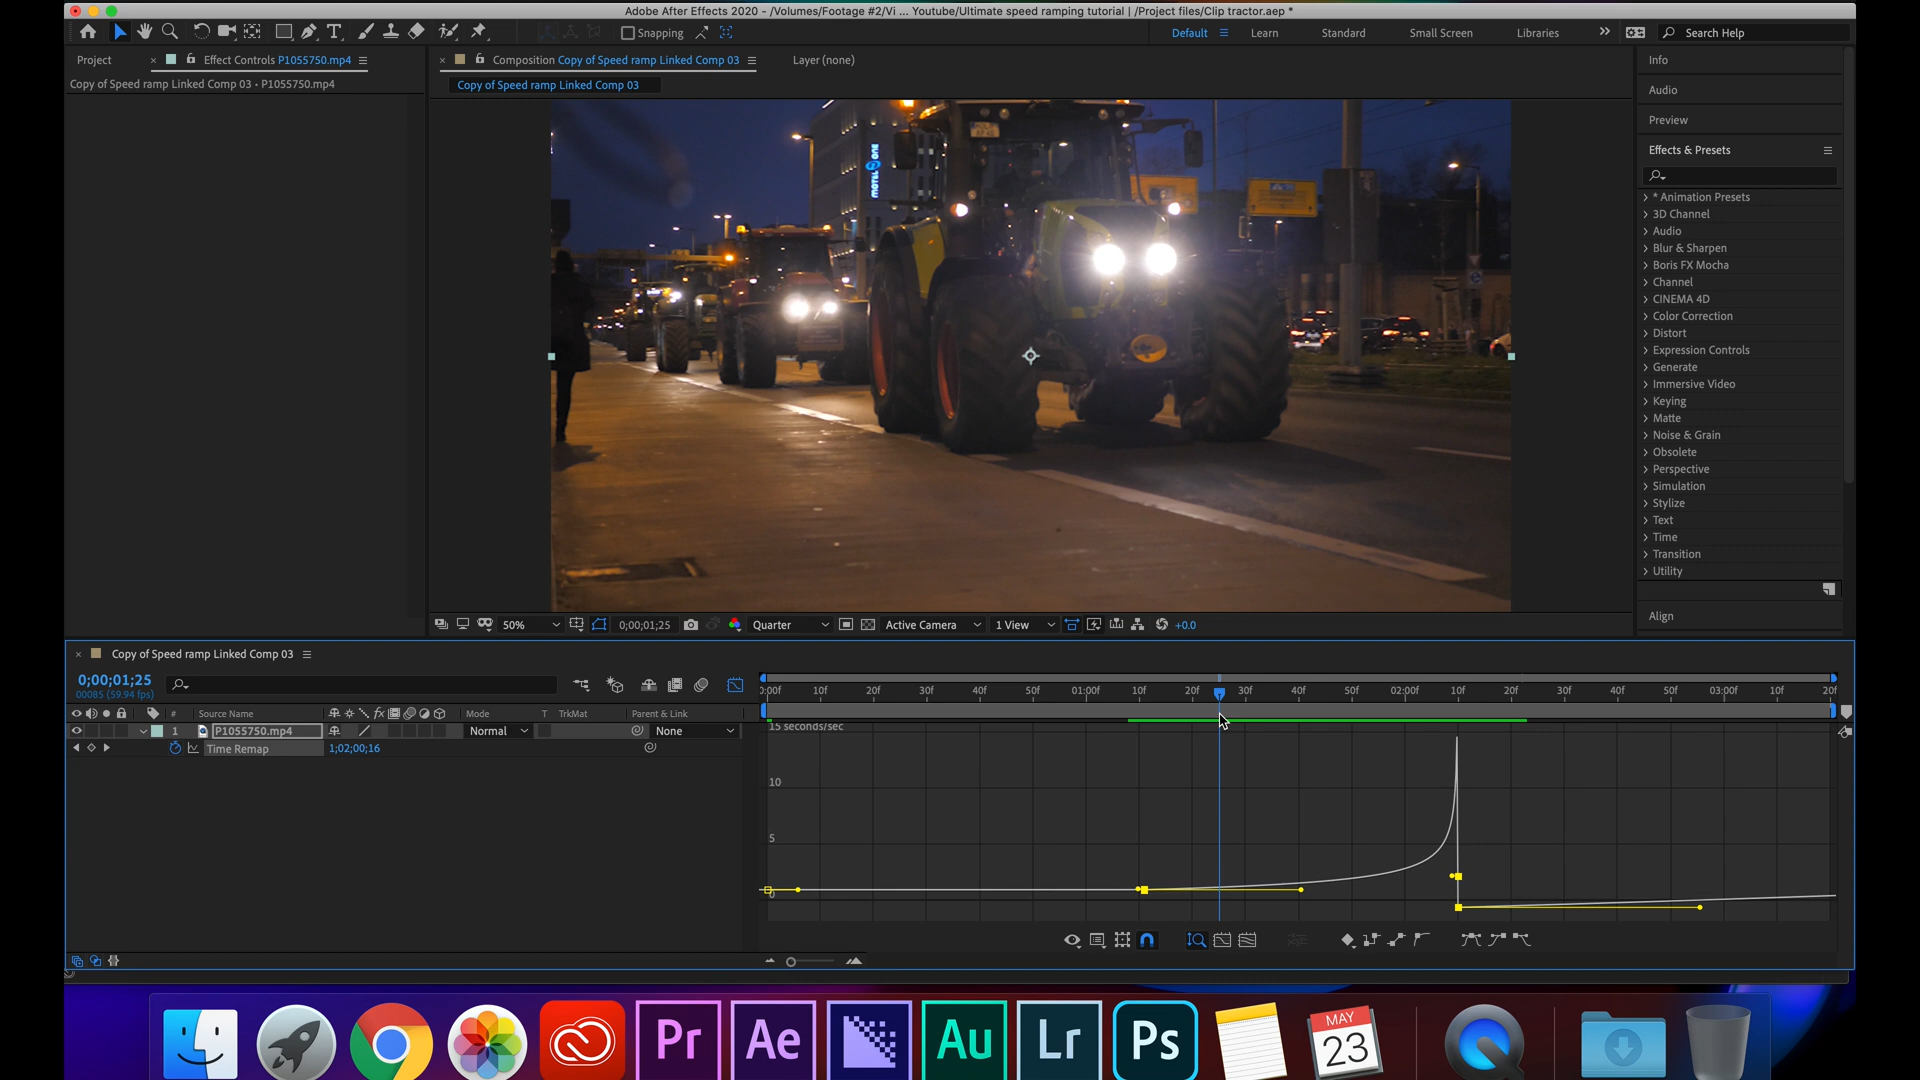 Adobe After Effects 2020 - /Volumes/Footage #2/Vi ... Youtube/Ultimate speed ramping tutorial | /Project files/Clip tractor.aep *
Snapping
Default
Learn
Standard
Small Screen
Libraries
Search Help
Project
Effect Controls P1055750.mp4
Composition Copy of Speed ramp Linked Comp 03
Layer (none)
Copy of Speed ramp Linked Comp 03 • P1055750.mp4
Copy of Speed ramp Linked Comp 03
MOTEL ONE
Info
Audio
Preview
Effects & Presets
* Animation Presets
3D Channel
Audio
Blur & Sharpen
Boris FX Mocha
Channel
CINEMA 4D
Color Correction
Distort
Expression Controls
Generate
Immersive Video
Keying
Matte
Noise & Grain
Obsolete
Perspective
Simulation
Stylize
Text
Time
Transition
Utility
Align
50%
0;00;01;25
Quarter
Active Camera
1 View
+0.0
Copy of Speed ramp Linked Comp 03
0;00;01;25
00085 (59.94 fps)
# Source Name
fx
Mode
T TrkMat
Parent & Link
1 P1055750.mp4
Normal
None
Time Remap
1;02;00;16
0:00f 10f 20f 30f 40f 50f 01:00f 10f 20f 30f 40f 50f 02:00f 10f 20f 30f 40f 50f 03:00f 10f 20f
15 seconds/sec
10
5
0
Pr
Ae
Au
Lr
Ps
MAY
23